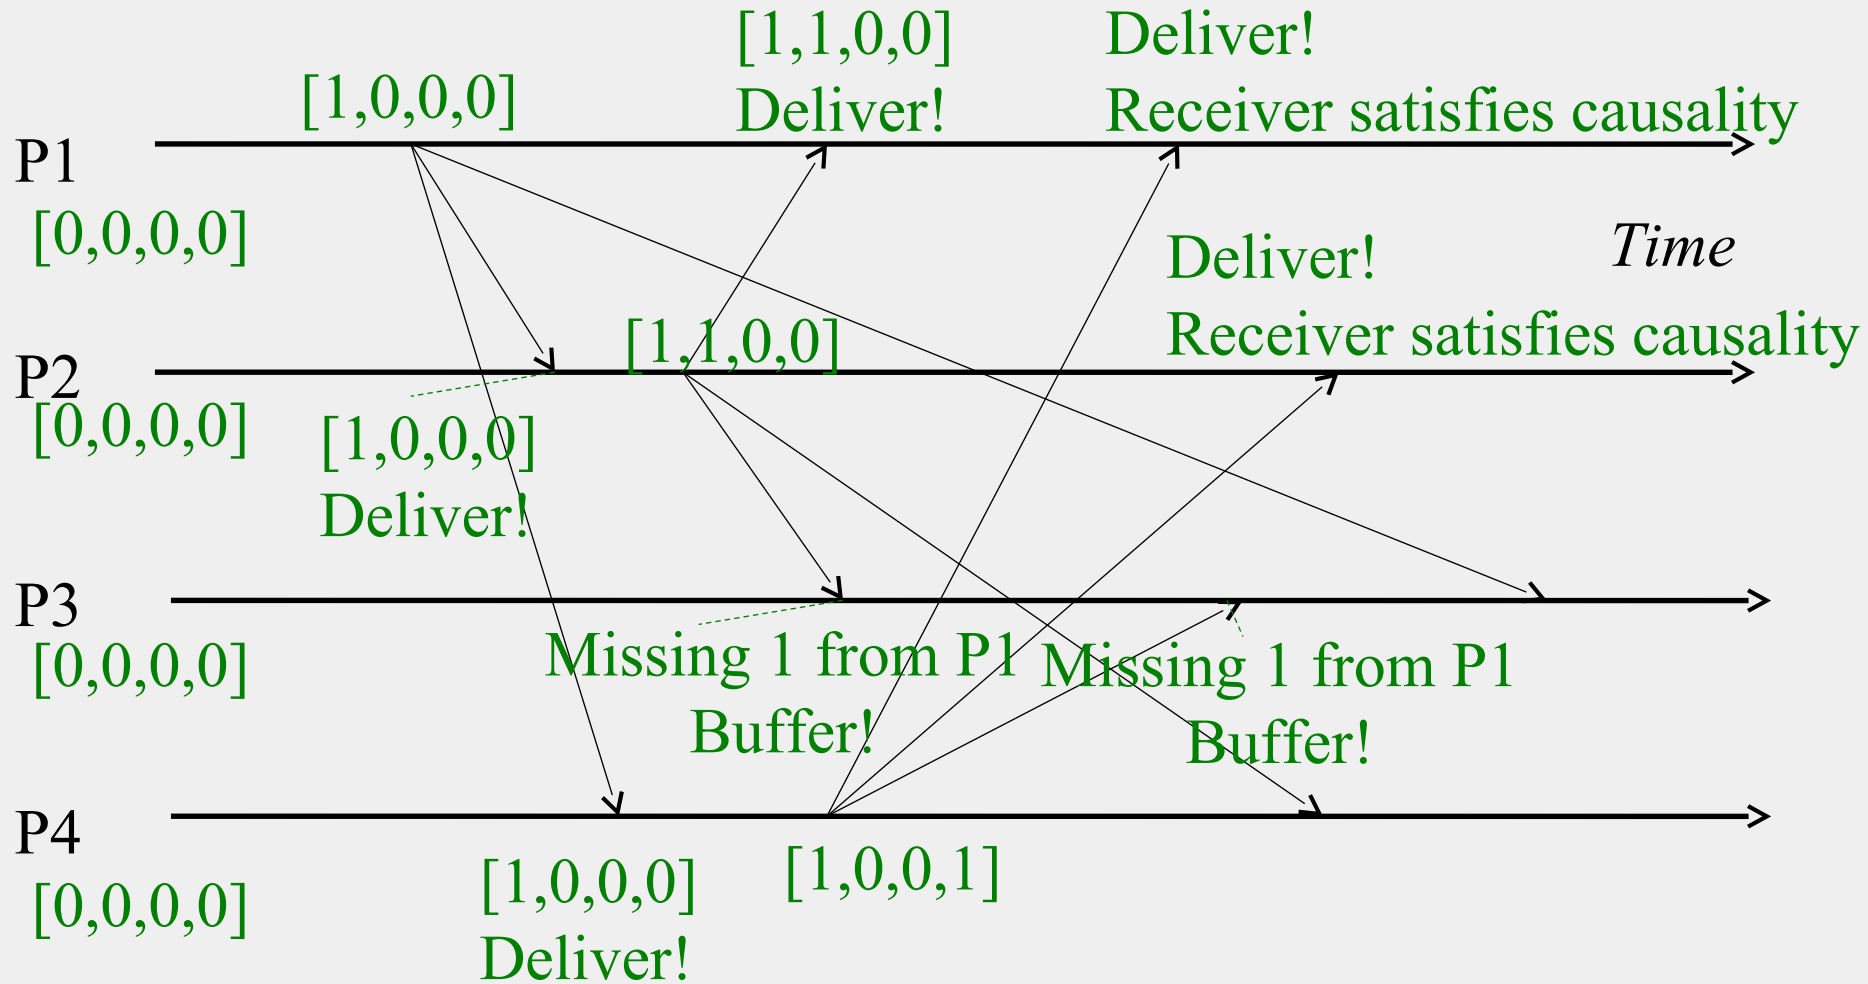 [1,1,0,0]
Deliver!
Deliver!
Receiver satisfies causality
[1,0,0,0]
P1
[0,0,0,0]
Time
Deliver!
Receiver satisfies causality
[1,1,0,0]
P2
[0,0,0,0]
[1,0,0,0]
Deliver!
P3
[0,0,0,0]
Missing 1 from P1
Buffer!
Missing 1 from P1
Buffer!
P4
[0,0,0,0]
[1,0,0,0]
Deliver!
[1,0,0,1]